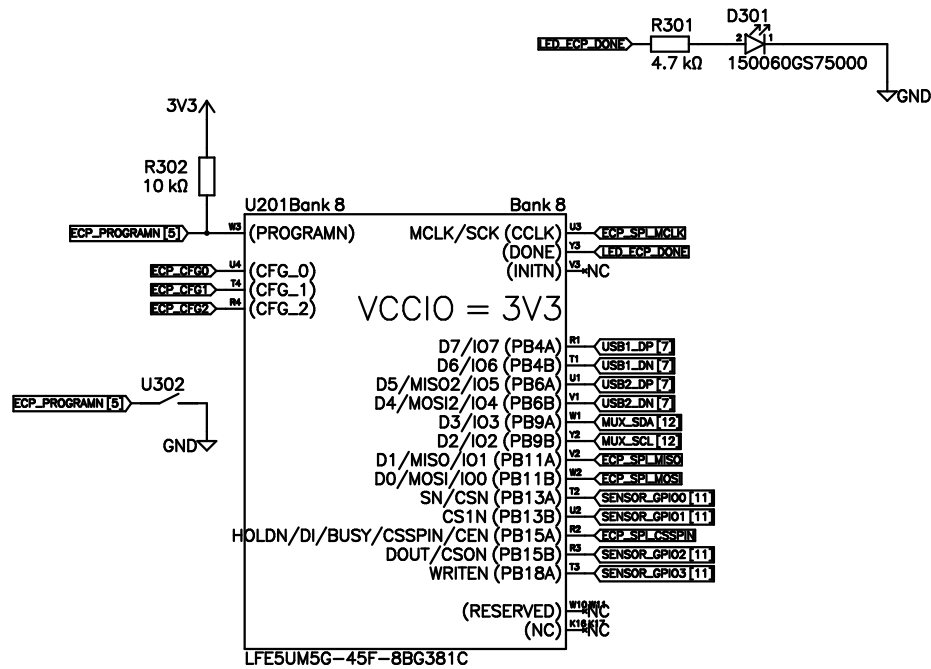 R301
D301
LED_ECP_DONE
2
1
4.7 kΩ
150060GS75000
GND
3V3
R302
10 kΩ
U201Bank 8
Bank 8
ECP_PROGRAMN [5]
W3
(PROGRAMN)
MCLK/SCK (CCLK)
U3
ECP_SPI_MCLK
(DONE)
Y3
LED_ECP_DONE
ECP_CFG0
U4
(CFG_0)
(INITN)
V3
NC
ECP_CFG1
T4
(CFG_1)
ECP_CFG2
R4
(CFG_2)
VCCIO = 3V3
D7/IO7 (PB4A)
R1
USB1_DP [7]
D6/IO6 (PB4B)
T1
USB1_DN [7]
D5/MISO2/IO5 (PB6A)
U1
USB2_DP [7]
D4/MOSI2/IO4 (PB6B)
V1
USB2_DN [7]
D3/IO3 (PB9A)
W1
MUX_SDA [12]
D2/IO2 (PB9B)
Y2
MUX_SCL [12]
D1/MISO/IO1 (PB11A)
V2
ECP_SPI_MISO
D0/MOSI/IO0 (PB11B)
W2
ECP_SPI_MOSI
SN/CSN (PB13A)
T2
SENSOR_GPIO0 [11]
CS1N (PB13B)
U2
SENSOR_GPIO1 [11]
HOLDN/DI/BUSY/CSSPIN/CEN (PB15A)
R2
ECP_SPI_CSSPIN
DOUT/CSON (PB15B)
R3
SENSOR_GPIO2 [11]
WRITEN (PB18A)
T3
SENSOR_GPIO3 [11]
U302
ECP_PROGRAMN [5]
GND
(RESERVED)
W10 W11
NC
(NC)
K16 K17
NC
LFE5UM5G-45F-8BG381C